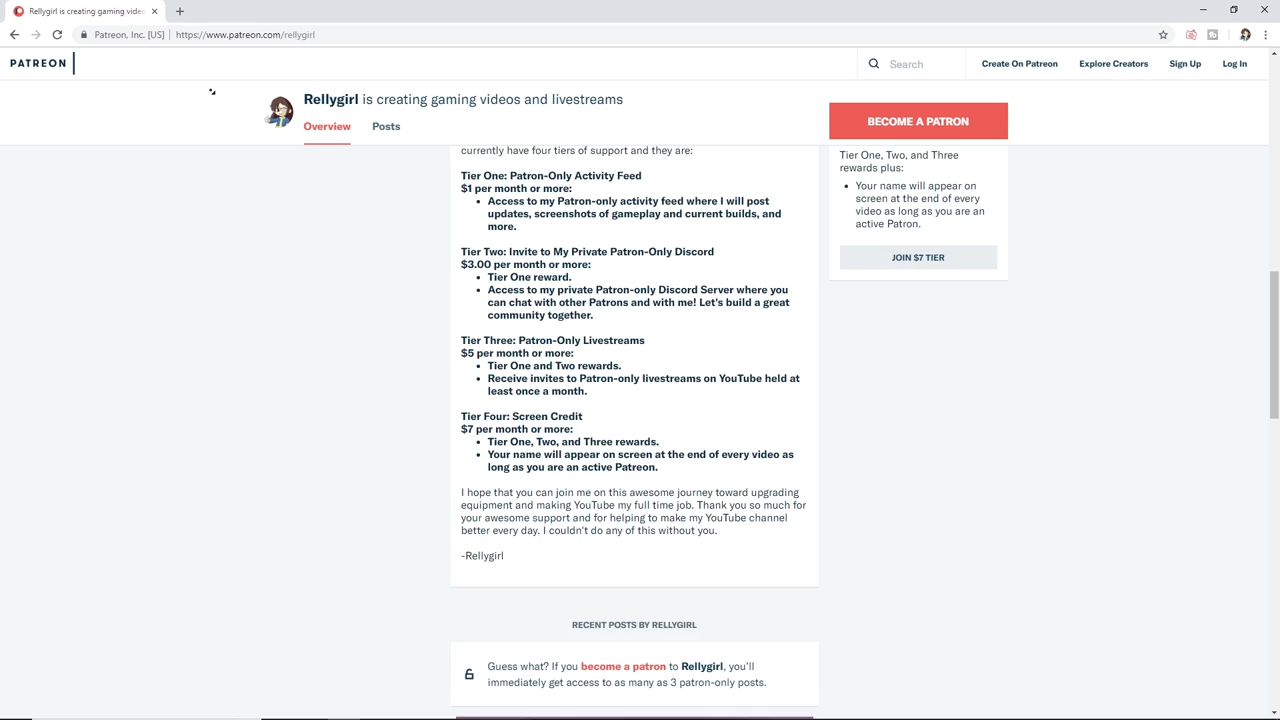 Rellygirl is creating gaming video
Patreon, Inc. [US] | https://www.patreon.com/rellygirl
PATREON
Search
Create On Patreon
Explore Creators
Sign Up
Log In
Rellygirl is creating gaming videos and livestreams
Overview
Posts
BECOME A PATRON
currently have four tiers of support and they are:
Tier One: Patron-Only Activity Feed
$1 per month or more:
• Access to my Patron-only activity feed where I will post
updates, screenshots of gameplay and current builds, and
more.
Tier Two: Invite to My Private Patron-Only Discord
$3.00 per month or more:
• Tier One reward.
• Access to my private Patron-only Discord Server where you
can chat with other Patrons and with me! Let's build a great
community together.
Tier Three: Patron-Only Livestreams
$5 per month or more:
• Tier One and Two rewards.
• Receive invites to Patron-only livestreams on YouTube held at
least once a month.
Tier Four: Screen Credit
$7 per month or more:
• Tier One, Two, and Three rewards.
• Your name will appear on screen at the end of every video as
long as you are an active Patreon.
I hope that you can join me on this awesome journey toward upgrading
equipment and making YouTube my full time job. Thank you so much for
your awesome support and for helping to make my YouTube channel
better every day. I couldn't do any of this without you.
-Rellygirl
Tier One, Two, and Three
rewards plus:
• Your name will appear on
screen at the end of every
video as long as you are an
active Patron.
JOIN $7 TIER
RECENT POSTS BY RELLYGIRL
Guess what? If you become a patron to Rellygirl, you'll
immediately get access to as many as 3 patron-only posts.